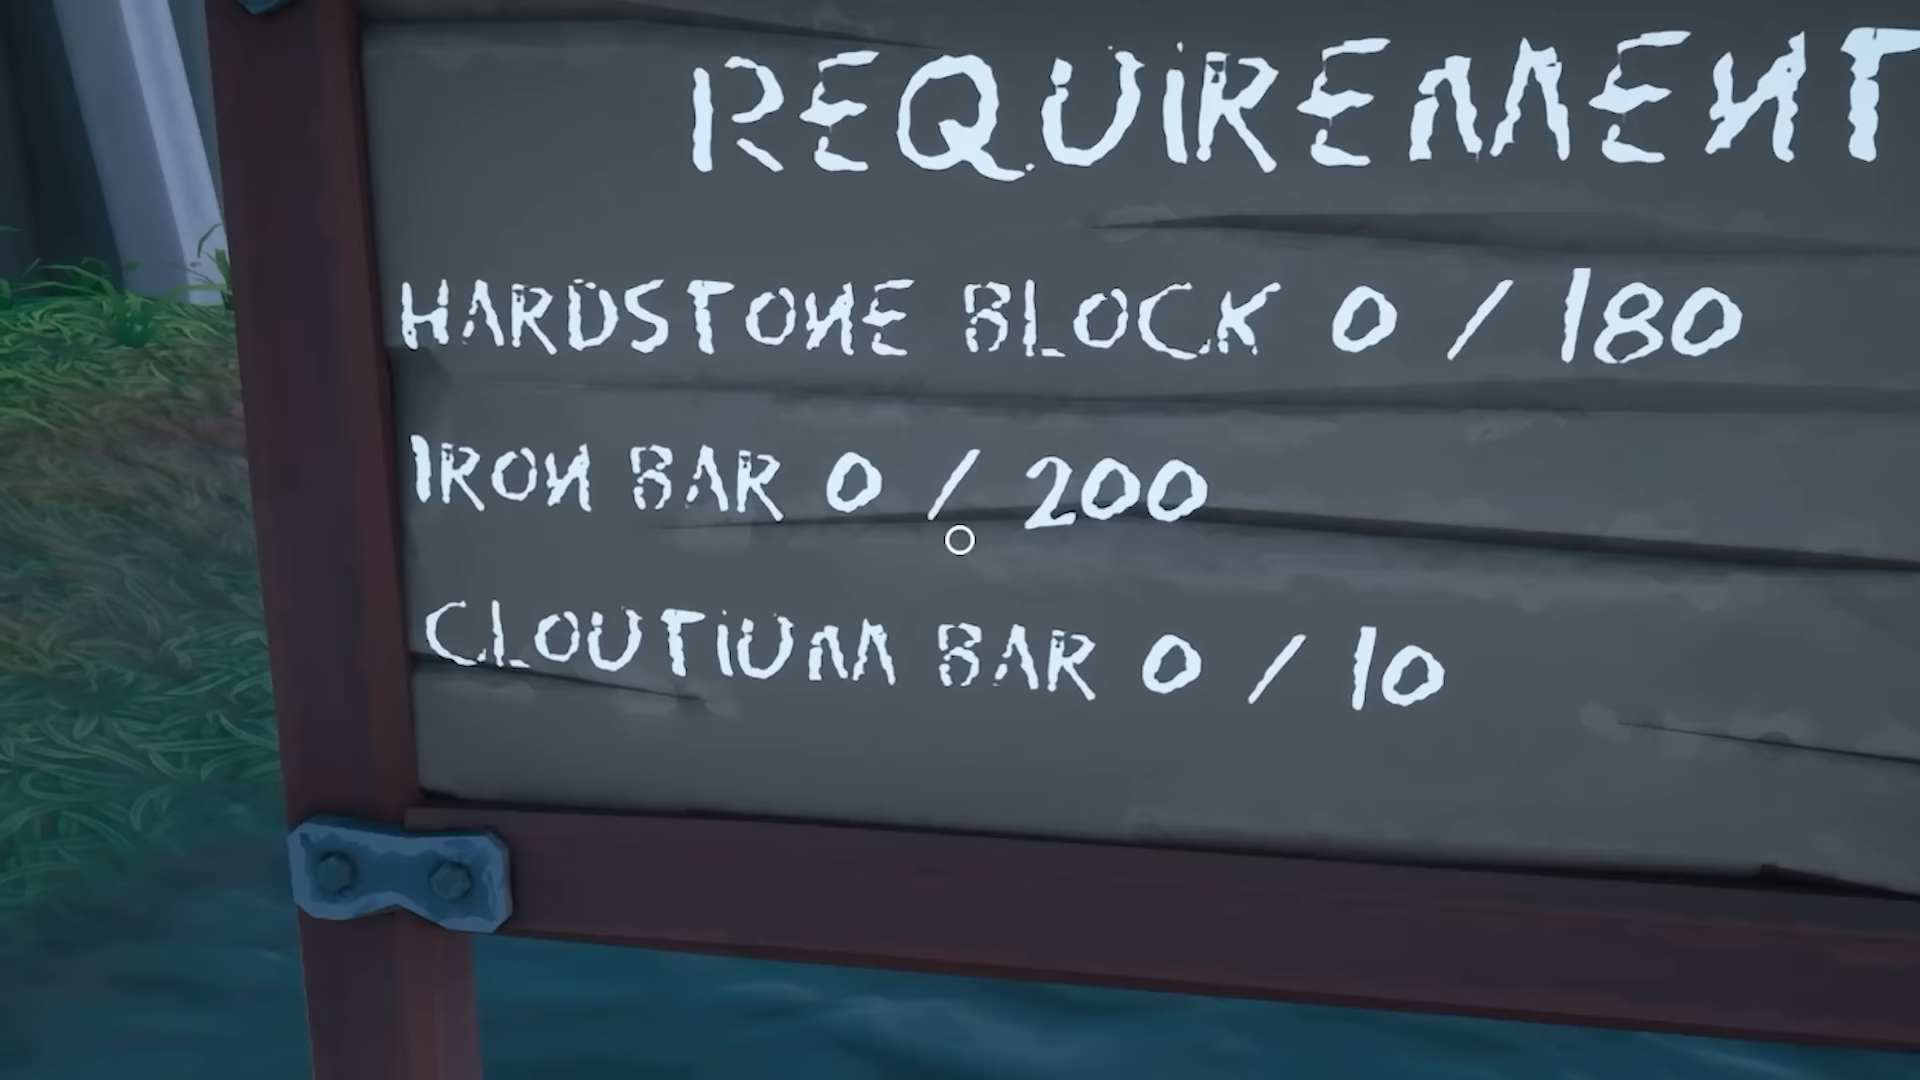 REQUIREMENT
HARDSTONE BLOCK 0 / 180
IRON BAR 0 / 200
CLOUTIUM BAR 0 / 10